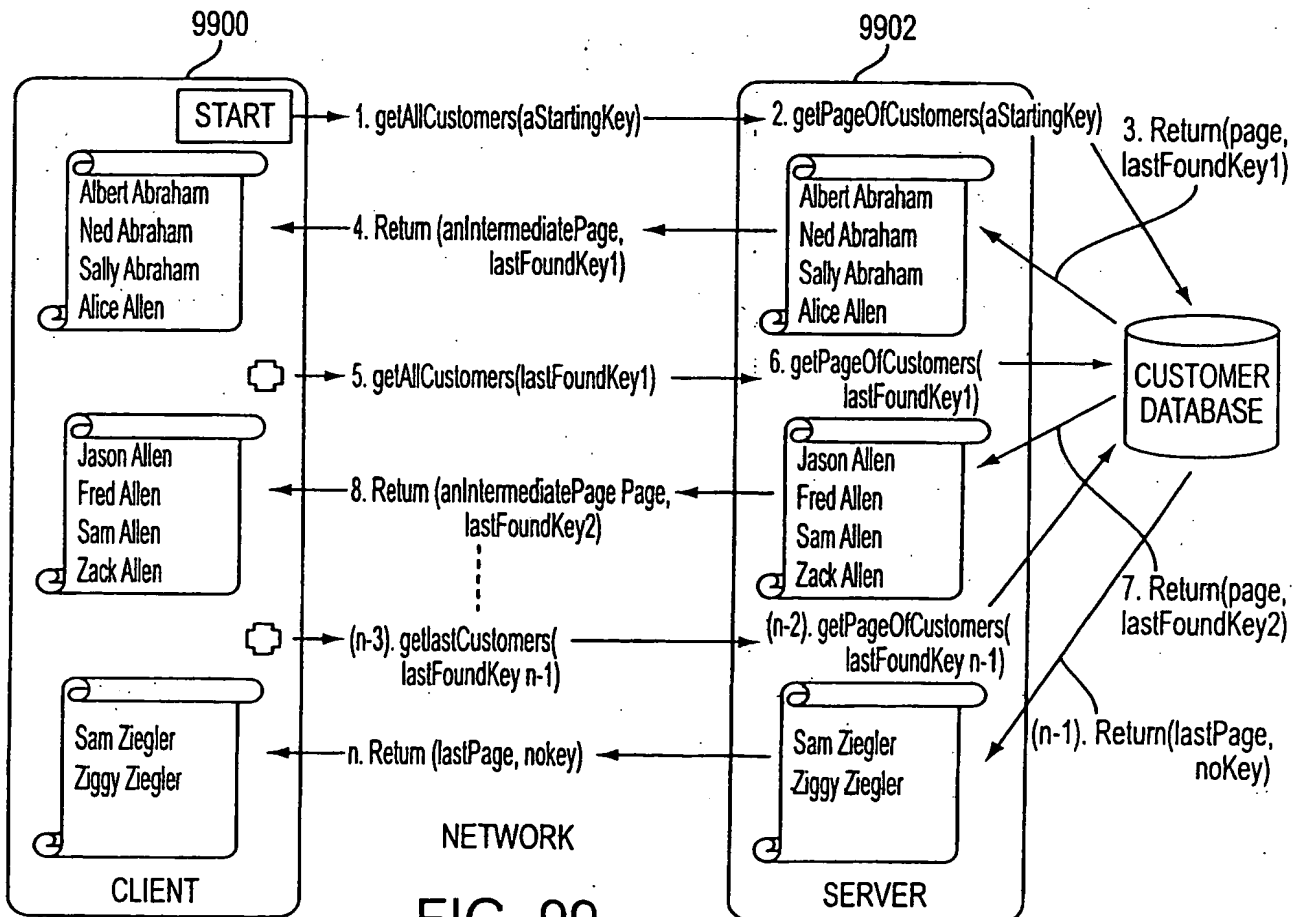 9900
9902
START
1. getAllCustomers(aStartingKey)
2. getPageOfCustomers(aStartingKey)
3. Return(page,
lastFoundKey1)
Albert Abraham
Ned Abraham
Sally Abraham
Alice Allen
4. Return (anIntermediatePage,
lastFoundKey1)
Albert Abraham
Ned Abraham
Sally Abraham
Alice Allen
5. getAllCustomers(lastFoundKey1)
6. getPageOfCustomers(
lastFoundKey1)
CUSTOMER
DATABASE
Jason Allen
Fred Allen
Sam Allen
Zack Allen
8. Return (anIntermediatePage Page,
lastFoundKey2)
Jason Allen
Fred Allen
Sam Allen
Zack Allen
7. Return(page,
lastFoundKey2)
(n-3). getlastCustomers(
lastFoundKey n-1)
(n-2). getPageOfCustomers(
lastFoundKey n-1)
Sam Ziegler
Ziggy Ziegler
n. Return (lastPage, nokey)
Sam Ziegler
Ziggy Ziegler
(n-1). Return(lastPage,
noKey)
NETWORK
CLIENT
SERVER
FIG. 99